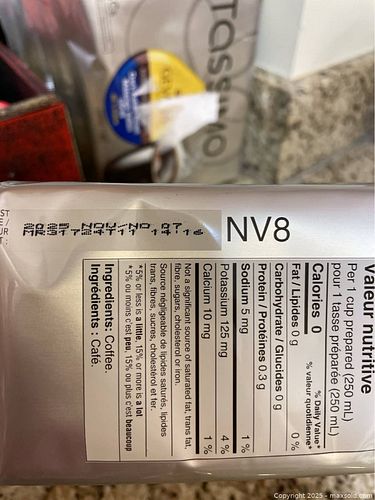 TASSIMO
NV8
Valeur nutritive
Per 1 cup prepared (250 mL)
pour 1 tasse préparée (250 mL)
% Daily Value*
Calories 0
% valeur quotidienne*
Fat / Lipides 0 g 0 %
Carbohydrate / Glucides 0 g
Protein / Protéines 0.3 g
Sodium 5 mg 1 %
Potassium 125 mg 4 %
Calcium 10 mg 1 %
Not a significant source of saturated fat, trans fat,
fibre, sugars, cholesterol or iron.
Source négligeable de lipides saturés, lipides
trans, fibres, sucres, cholestérol et fer.
*5% or less is a little, 15% or more is a lot
*5% ou moins c'est peu, 15% ou plus c'est beaucoup
Ingredients: Coffee.
Ingrédients : Café.
Copyright 2025 - maxsold.com